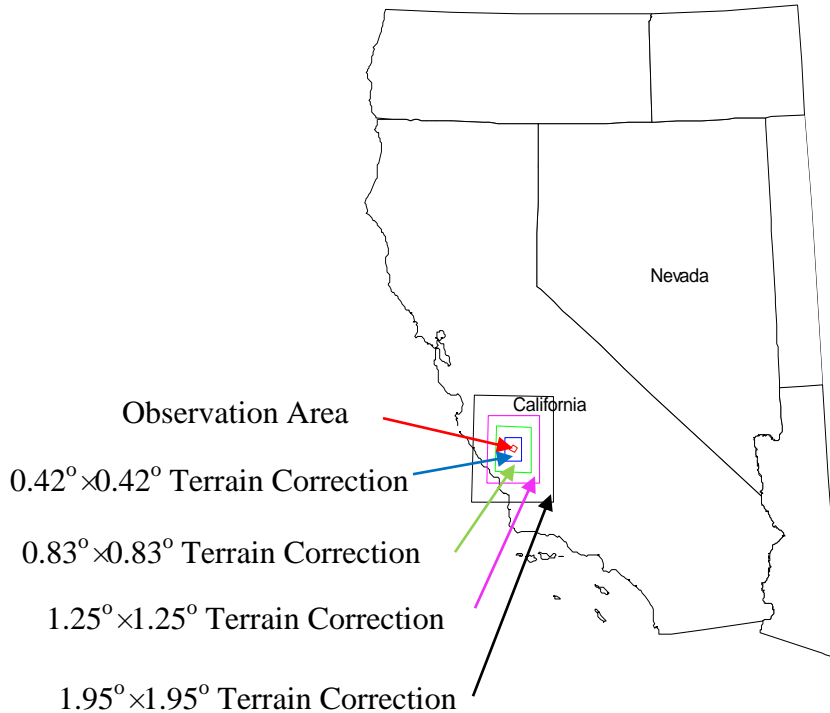 Nevada
California
Observation Area
0.42°×0.42° Terrain Correction
0.83°×0.83° Terrain Correction
1.25°×1.25° Terrain Correction
1.95°×1.95° Terrain Correction